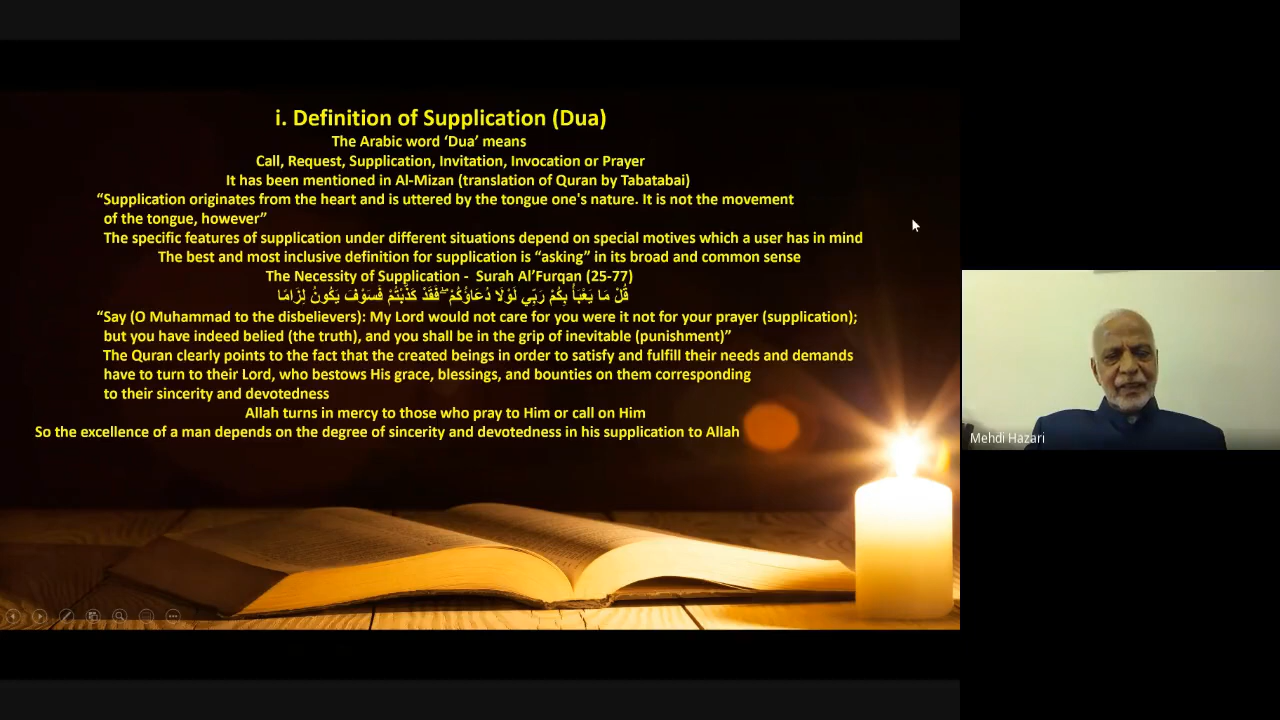 i. Definition of Supplication (Dua)
The Arabic word ‘Dua’ means
Call, Request, Supplication, Invitation, Invocation or Prayer
It has been mentioned in Al-Mizan (translation of Quran by Tabatabai)
“Supplication originates from the heart and is uttered by the tongue one's nature. It is not the movement
of the tongue, however”
The specific features of supplication under different situations depend on special motives which a user has in mind
The best and most inclusive definition for supplication is “asking” in its broad and common sense
The Necessity of Supplication - Surah Al’Furqan (25-77)
قُلْ مَا يَعْبَأُ بِكُمْ رَبِّي لَوْلَا دُعَاؤُكُمْ ۖ فَقَدْ كَذَّبْتُمْ فَسَوْفَ يَكُونُ لِزَامًا
“Say (O Muhammad to the disbelievers): My Lord would not care for you were it not for your prayer (supplication);
but you have indeed belied (the truth), and you shall be in the grip of inevitable (punishment)”
The Quran clearly points to the fact that the created beings in order to satisfy and fulfill their needs and demands
have to turn to their Lord, who bestows His grace, blessings, and bounties on them corresponding
to their sincerity and devotedness
Allah turns in mercy to those who pray to Him or call on Him
So the excellence of a man depends on the degree of sincerity and devotedness in his supplication to Allah
Mehdi Hazari